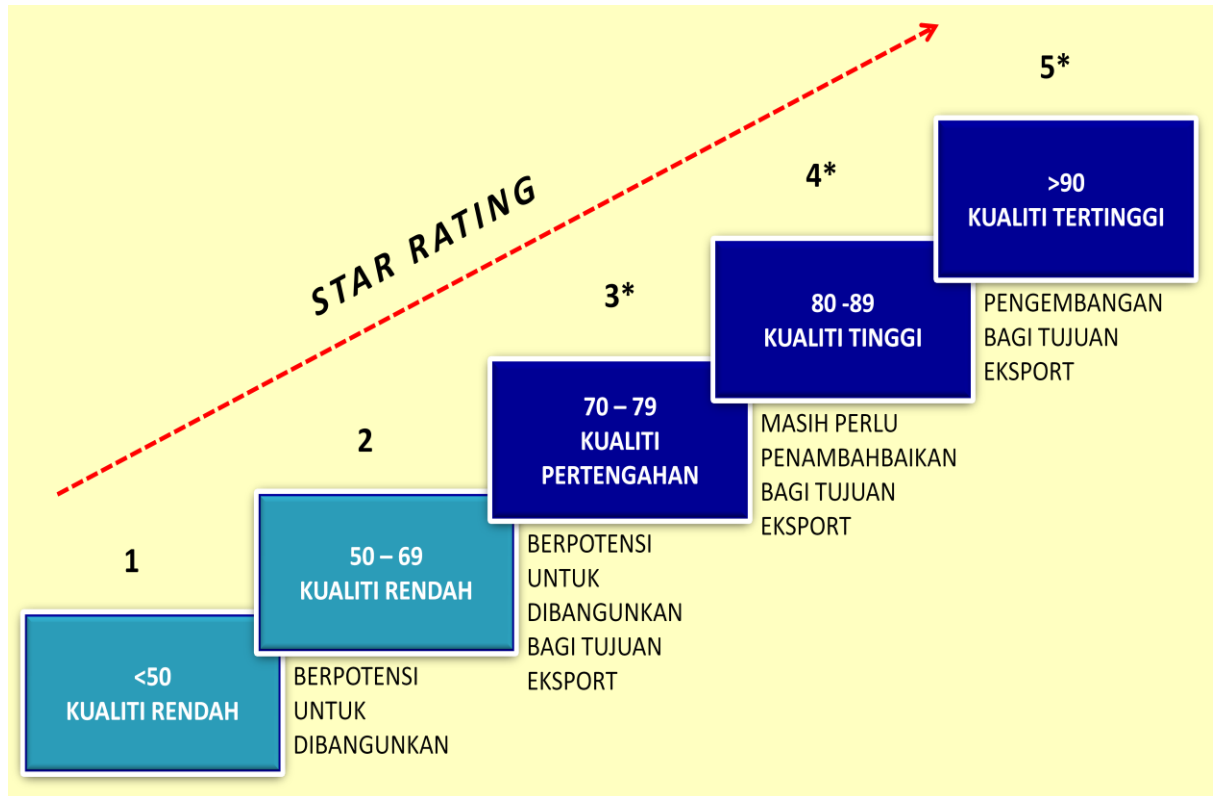 5*
>90
KUALITI TERTINGGI
PENGEMBANGAN
BAGI TUJUAN
EKSPORT
4*
80 -89
KUALITI TINGGI
MASIH PERLU
PENAMBAHBAIKAN
BAGI TUJUAN
EKSPORT
STAR RATING
3*
70 – 79
KUALITI
PERTENGAHAN
BERPOTENSI
UNTUK
DIBANGUNKAN
BAGI TUJUAN
EKSPORT
2
50 – 69
KUALITI RENDAH
BERPOTENSI
UNTUK
DIBANGUNKAN
1
<50
KUALITI RENDAH